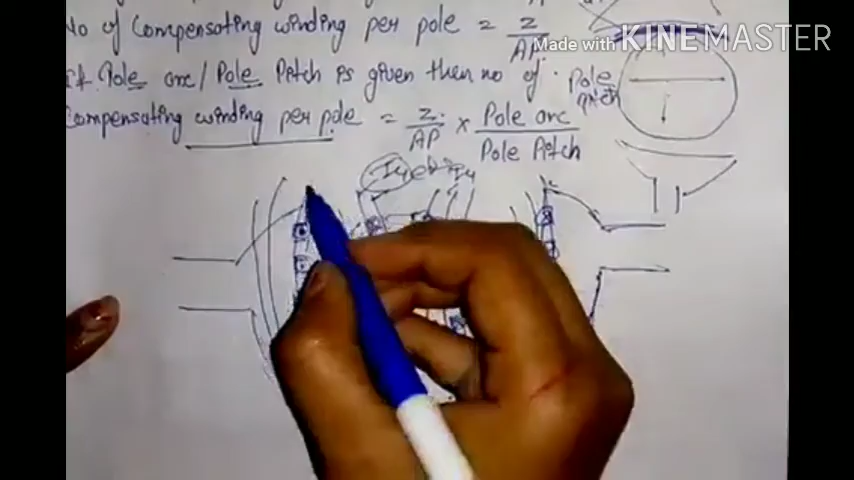 No of Compensating winding per pole = Z / AP
Made with KINEMASTER
If Pole arc / Pole Pitch is given then no of
Pole
Compensating winding per pole = Z / AP × Pole arc / Pole Pitch